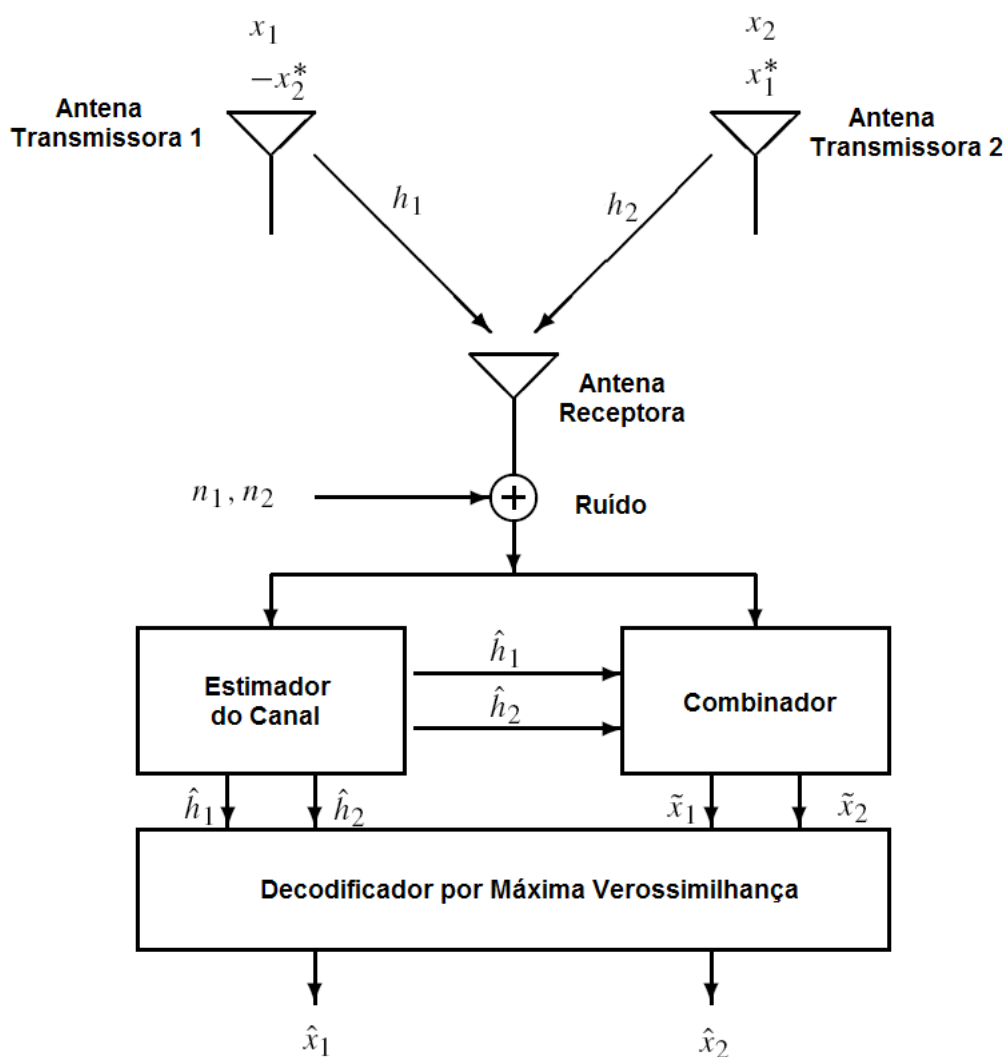 x₁ x₂
−x₂* x₁*
Antena
Transmissora 1
Antena
Transmissora 2
h₁ h₂
Antena
Receptora
n₁, n₂
+
Ruído
Estimador
do Canal
ĥ₁
ĥ₂
Combinador
ĥ₁ ĥ₂ x̃₁ x̃₂
Decodificador por Máxima Verossimilhança
x̂₁ x̂₂